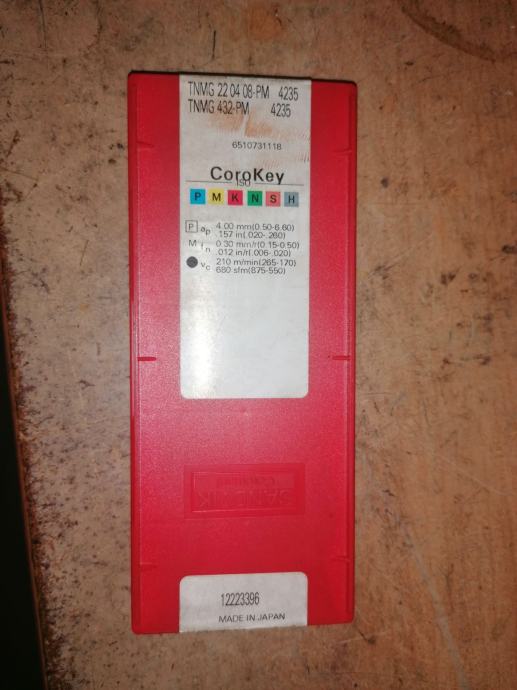 TNMG 22 04 08-PM 4235
TNMG 432-PM 4235
6510731118
CoroKey
ISO
P M K N S H
P ap 4.00 mm(0.50-6.60)
.157 in(.020-.260)
M fn 0.30 mm/r(0.15-0.50)
.012 in/r(.006-.020)
vc 210 m/min(265-170)
680 sfm(875-550)
SANDVIK
Coromant
12223396
MADE IN JAPAN